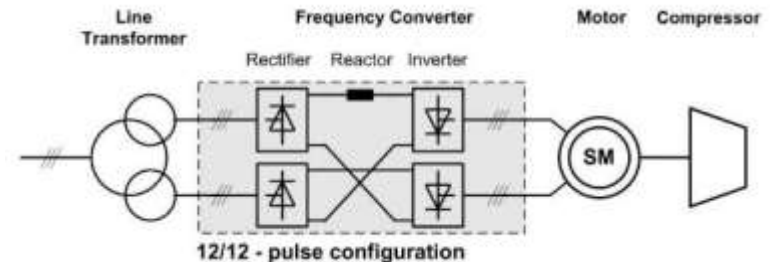 Line
Transformer
Frequency Converter
Motor
Compressor
Rectifier
Reactor
Inverter
SM
12/12 - pulse configuration